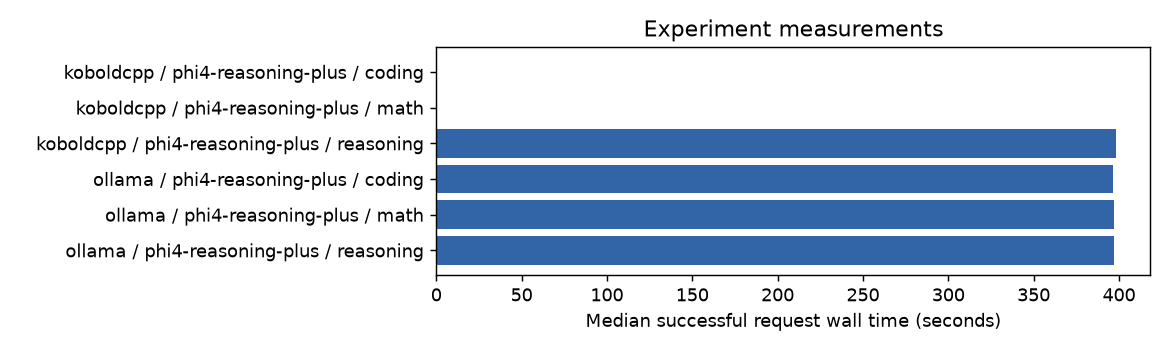 Experiment measurements
koboldcpp / phi4-reasoning-plus / coding
koboldcpp / phi4-reasoning-plus / math
koboldcpp / phi4-reasoning-plus / reasoning
ollama / phi4-reasoning-plus / coding
ollama / phi4-reasoning-plus / math
ollama / phi4-reasoning-plus / reasoning
0 50 100 150 200 250 300 350 400
Median successful request wall time (seconds)